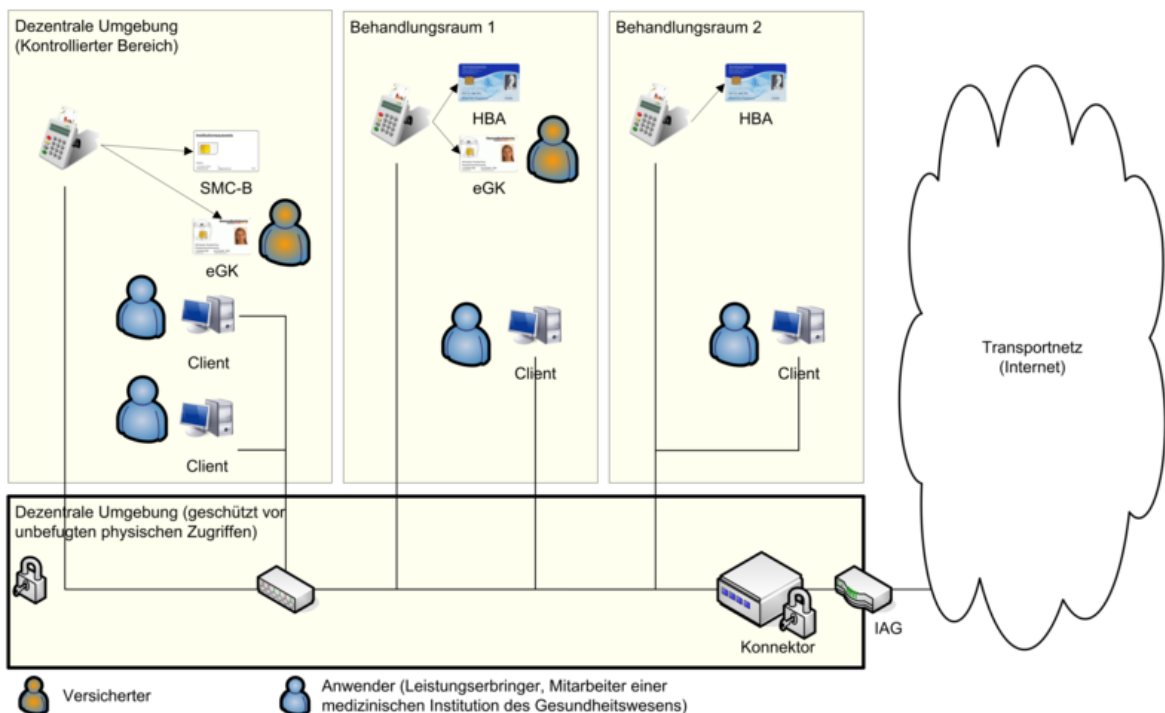 Dezentrale Umgebung
(Kontrollierter Bereich)
SMC-B
eGK
Client
Client
Behandlungsraum 1
HBA
eGK
Client
Behandlungsraum 2
HBA
Client
Transportnetz
(Internet)
Dezentrale Umgebung (geschützt vor
unbefugten physischen Zugriffen)
Konnektor
IAG
Versicherter
Anwender (Leistungserbringer, Mitarbeiter einer
medizinischen Institution des Gesundheitswesens)